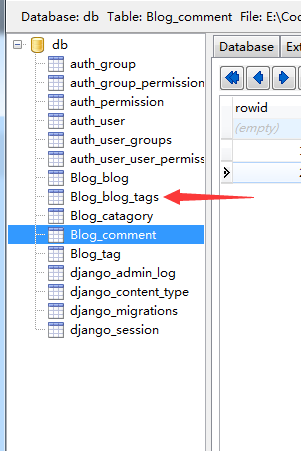 Database: db Table: Blog_comment File: E:\Coo
db
Database
Ext
auth_group
auth_group_permission
auth_permission
auth_user
auth_user_groups
auth_user_user_permiss
Blog_blog
Blog_blog_tags
Blog_catagory
Blog_comment
Blog_tag
django_admin_log
django_content_type
django_migrations
django_session
rowid
(empty)